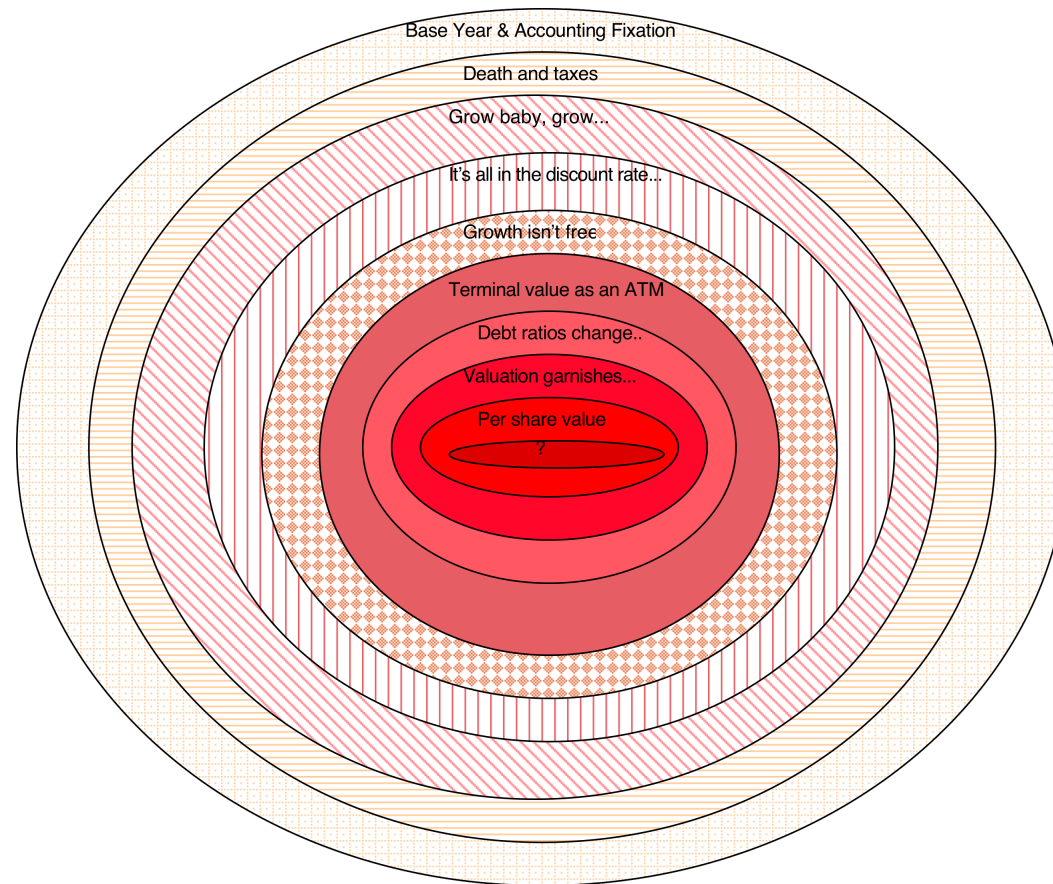 Base Year & Accounting Fixation
Death and taxes
Grow baby, grow...
It's all in the discount rate...
Growth isn't free
Terminal value as an ATM
Debt ratios change..
Valuation garnishes...
Per share value
?